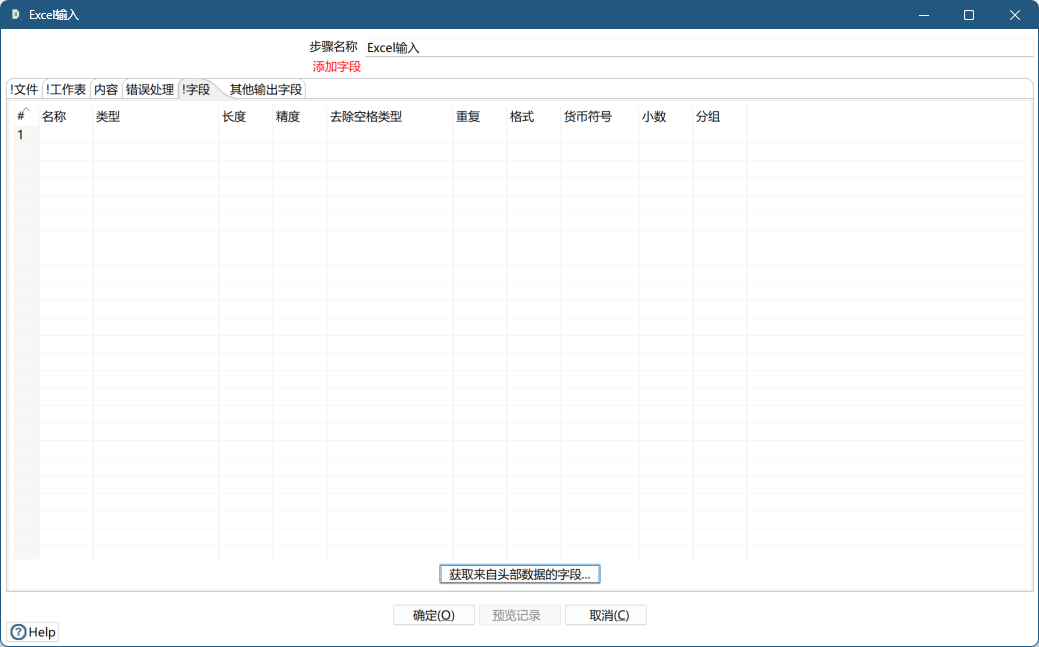 Excel输入
步骤名称 Excel输入
添加字段
!文件 !工作表 内容 错误处理 !字段 其他输出字段
# 名称 类型 长度 精度 去除空格类型 重复 格式 货币符号 小数 分组
1
获取来自头部数据的字段...
确定(O) 预览记录 取消(C)
Help